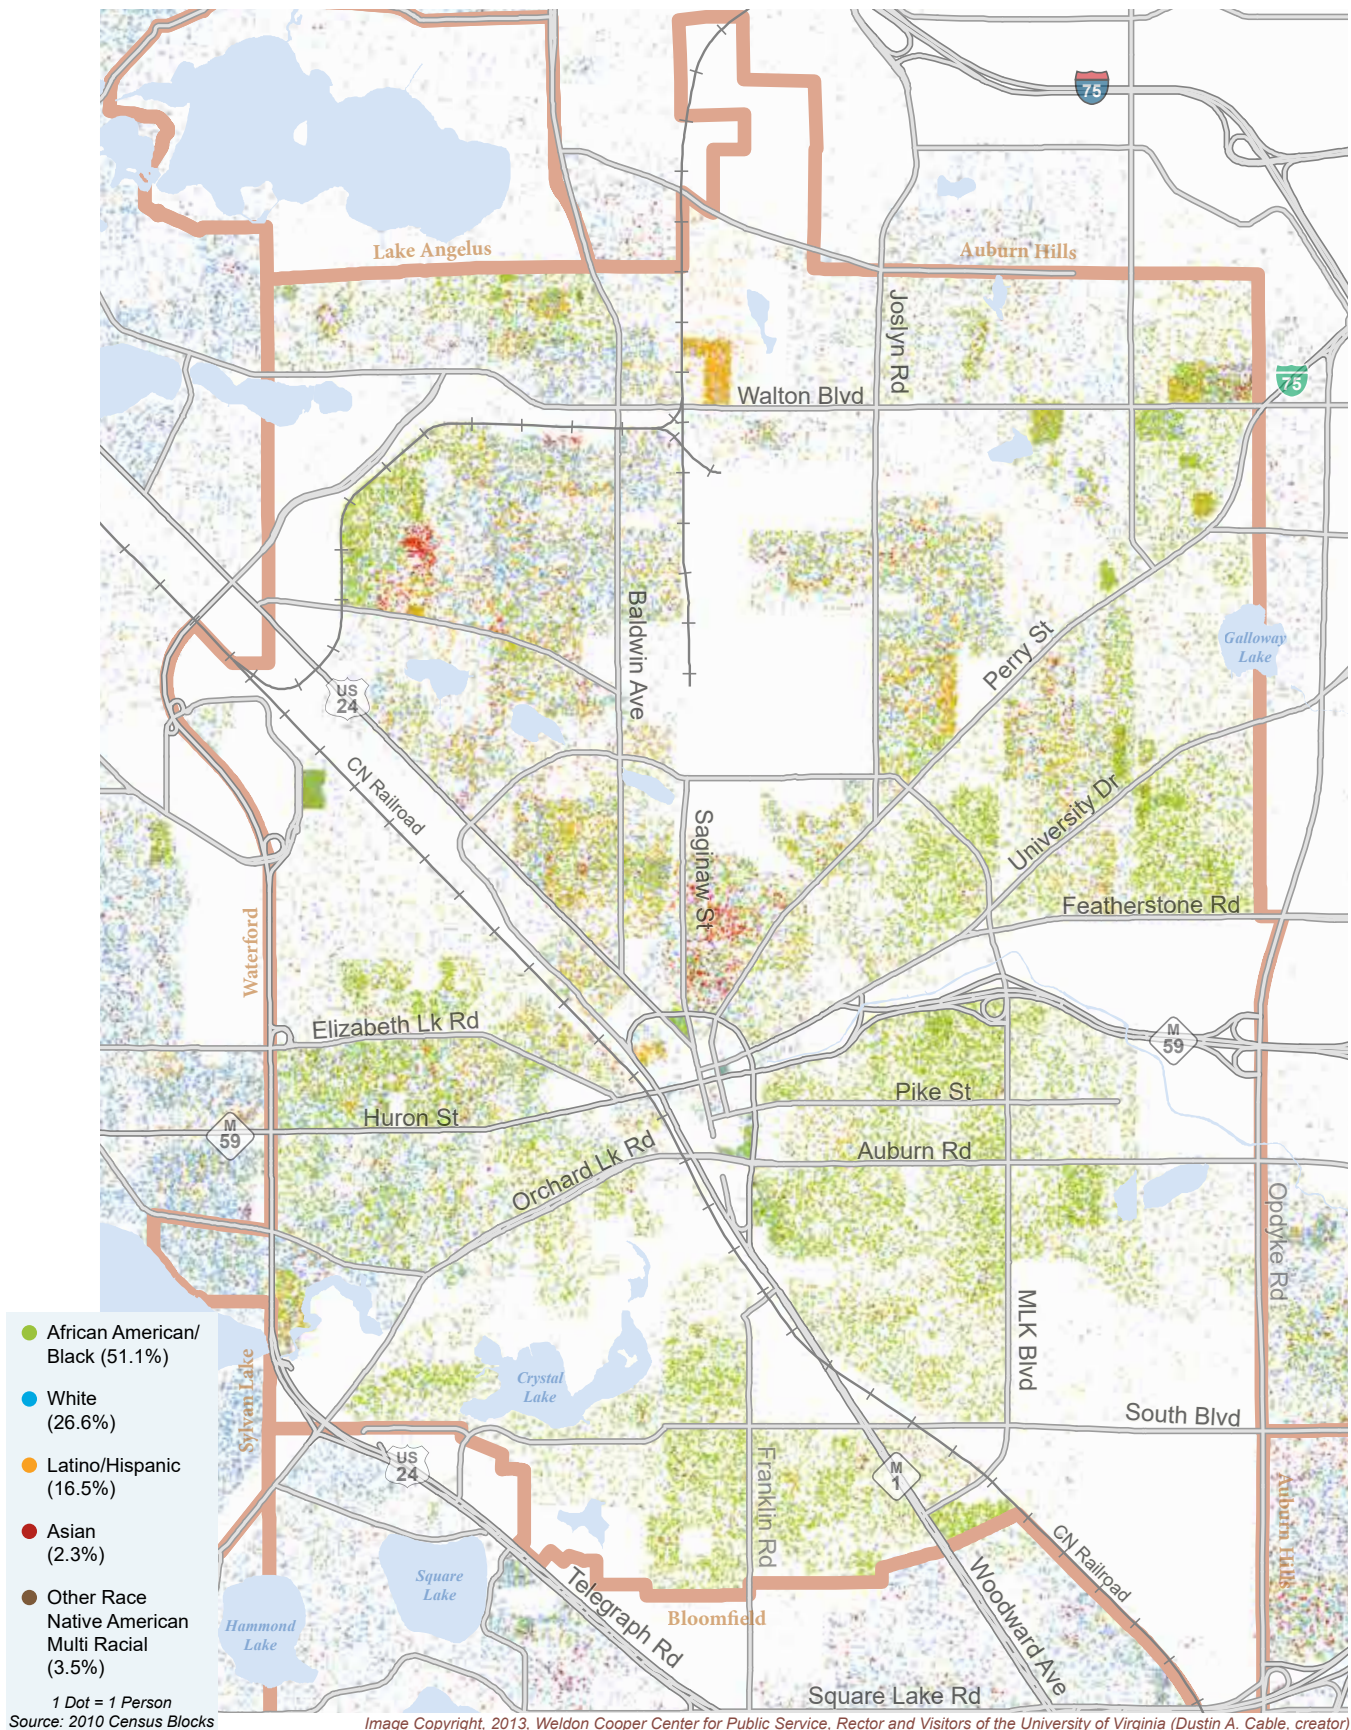 75
Lake Angelus
Auburn Hills
Joslyn Rd
75
Walton Blvd
Baldwin Ave
Perry St
Galloway
Lake
US
24
CN Railroad
University Dr
Saginaw St
Featherstone Rd
Waterford
Elizabeth Lk Rd
M
59
Pike St
Huron St
M
59
Auburn Rd
Orchard Lk Rd
Opdyke Rd
MLK Blvd
Crystal
Lake
Sylvan Lake
South Blvd
US
24
Franklin Rd
M
1
Auburn Hills
CN Railroad
Square
Lake
Telegraph Rd
Woodward Ave
Bloomfield
Hammond
Lake
Square Lake Rd
African American/
Black (51.1%)
White
(26.6%)
Latino/Hispanic
(16.5%)
Asian
(2.3%)
Other Race
Native American
Multi Racial
(3.5%)
1 Dot = 1 Person
Source: 2010 Census Blocks
Image Copyright, 2013, Weldon Cooper Center for Public Service, Rector and Visitors of the University of Virginia (Dustin A. Cable, creator)